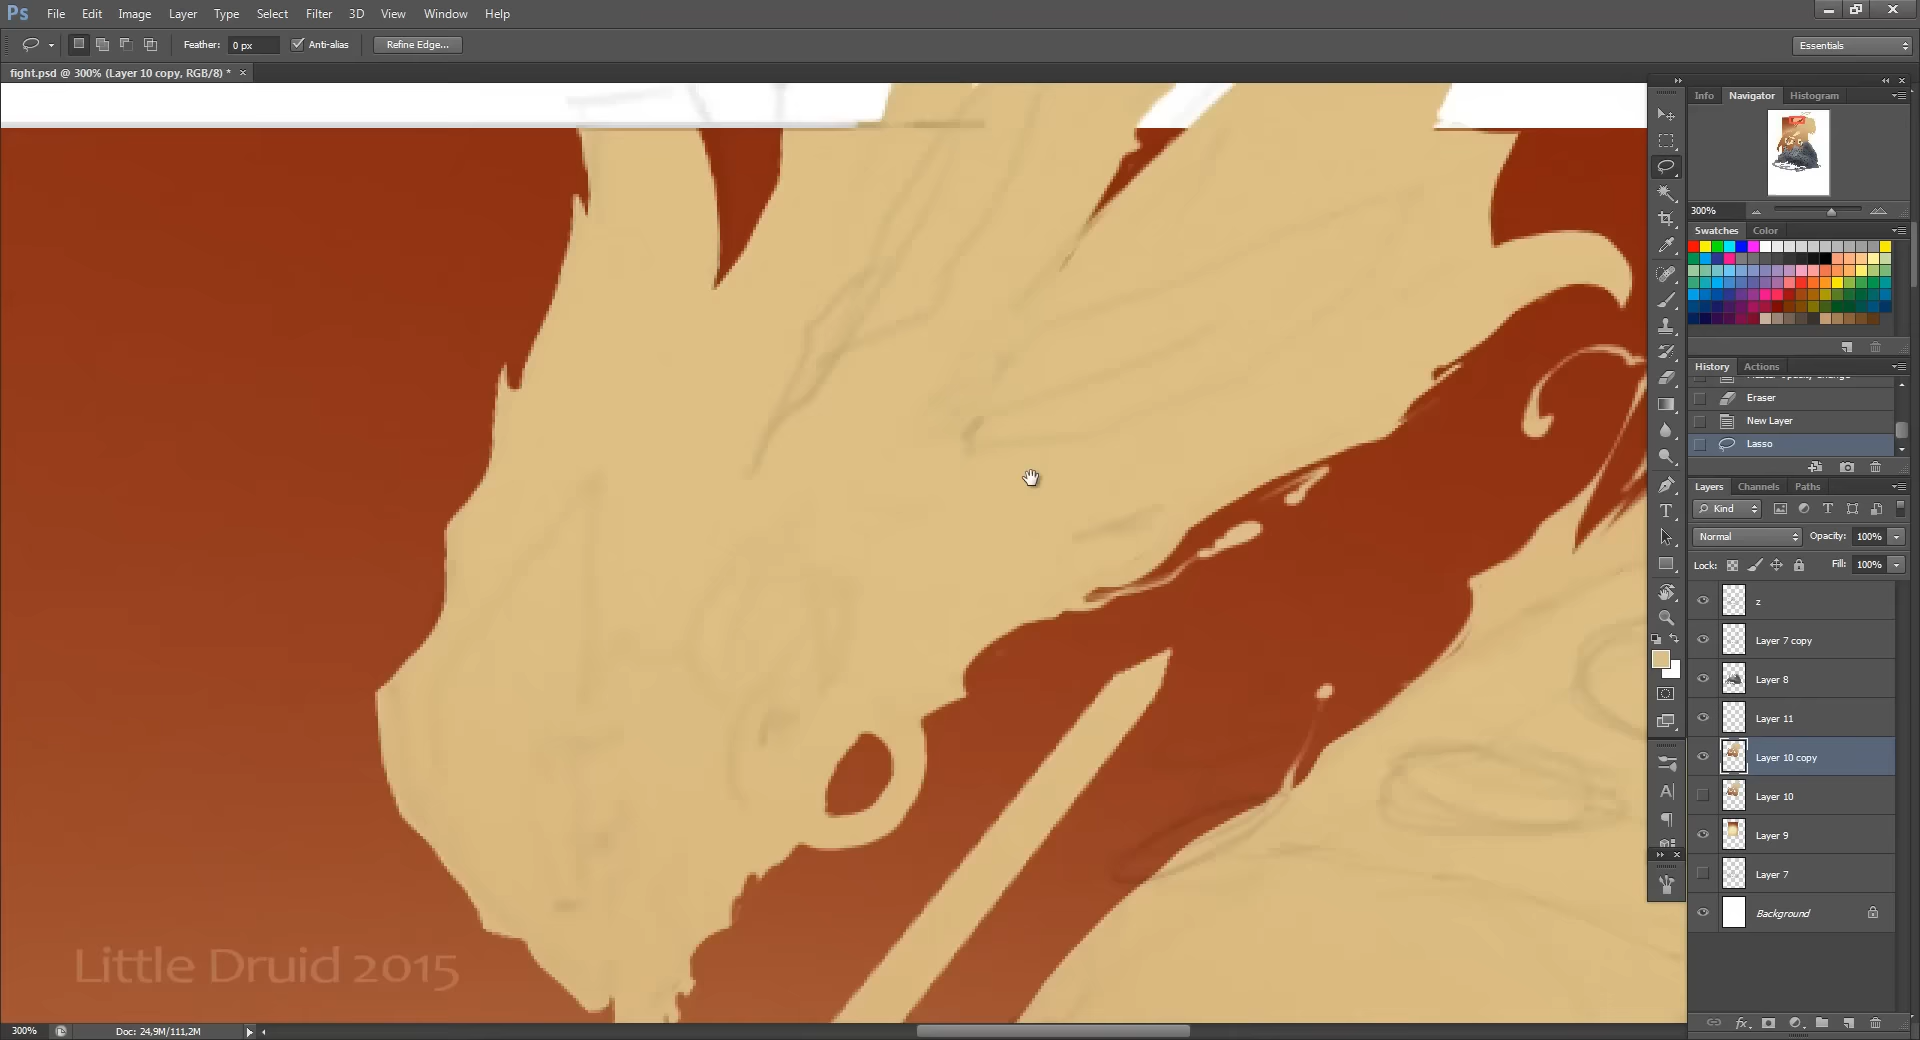 Ps File Edit Image Layer Type Select Filter 3D View Window Help
Feather: 0 px Anti-alias Refine Edge... Essentials
fight.psd @ 300% (Layer 10 copy, RGB/8) * ×
Info Navigator Histogram
300%
Swatches Color
History Actions
Eraser
New Layer
Lasso
Layers Channels Paths
Kind
Normal Opacity: 100%
Lock: Fill: 100%
z
Layer 7 copy
Layer 8
Layer 11
Layer 10 copy
Layer 10
Layer 9
Layer 7
Background
Little Druid 2015
300% Doc: 24,9M/111,2M